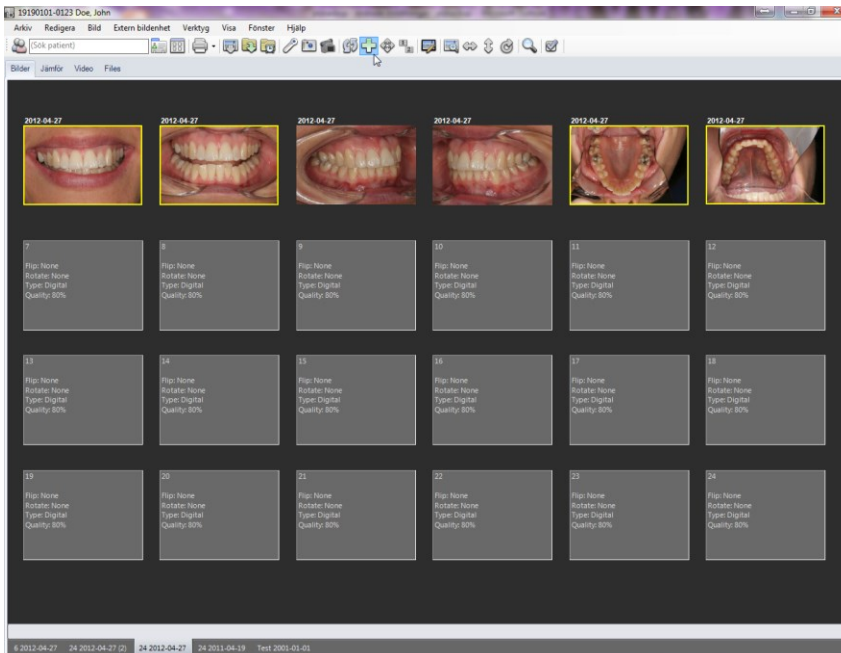 19190101-0123 Doe, John
Arkiv Redigera Bild Extern bildenhet Verktyg Visa Fönster Hjälp
(Sök patient)
Bilder Jämför Video Files
2012-04-27 2012-04-27 2012-04-27 2012-04-27 2012-04-27 2012-04-27
7 8 9 10 11 12
Flip: None Flip: None Flip: None Flip: None Flip: None Flip: None
Rotate: None Rotate: None Rotate: None Rotate: None Rotate: None Rotate: None
Type: Digital Type: Digital Type: Digital Type: Digital Type: Digital Type: Digital
Quality: 80% Quality: 80% Quality: 80% Quality: 80% Quality: 80% Quality: 80%
13 14 15 16 17 18
Flip: None Flip: None Flip: None Flip: None Flip: None Flip: None
Rotate: None Rotate: None Rotate: None Rotate: None Rotate: None Rotate: None
Type: Digital Type: Digital Type: Digital Type: Digital Type: Digital Type: Digital
Quality: 80% Quality: 80% Quality: 80% Quality: 80% Quality: 80% Quality: 80%
19 20 21 22 23 24
Flip: None Flip: None Flip: None Flip: None Flip: None Flip: None
Rotate: None Rotate: None Rotate: None Rotate: None Rotate: None Rotate: None
Type: Digital Type: Digital Type: Digital Type: Digital Type: Digital Type: Digital
Quality: 80% Quality: 80% Quality: 80% Quality: 80% Quality: 80% Quality: 80%
6 2012-04-27 24 2012-04-27 (2) 24 2012-04-27 24 2011-04-19 Test 2001-01-01